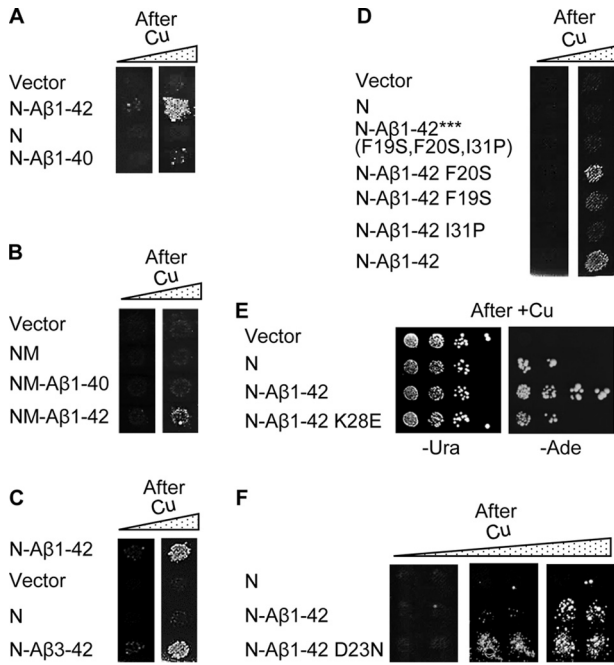 A
After
Cu
Vector
N-Aβ1-42
N
N-Aβ1-40
B
After
Cu
Vector
NM
NM-Aβ1-40
NM-Aβ1-42
C
After
Cu
N-Aβ1-42
Vector
N
N-Aβ3-42
D
After
Cu
Vector
N
N-Aβ1-42***
(F19S,F20S,I31P)
N-Aβ1-42 F20S
N-Aβ1-42 F19S
N-Aβ1-42 I31P
N-Aβ1-42
E
After +Cu
Vector
N
N-Aβ1-42
N-Aβ1-42 K28E
-Ura
-Ade
F
After
Cu
N
N-Aβ1-42
N-Aβ1-42 D23N